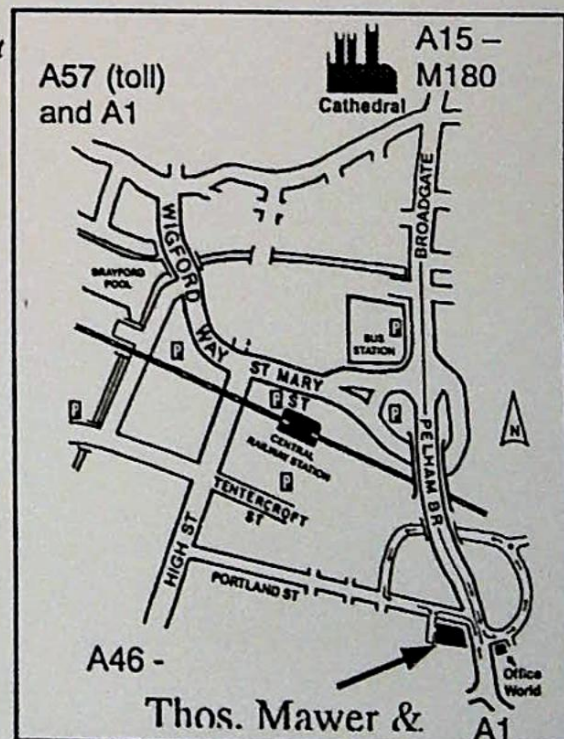 A57 (toll)
and A1
A15 –
M180
Cathedral
BROADGATE
WIGFORD
WAY
BRAYFORD
POOL
P
BUS
STATION
P
ST MARY
ST
P
P
P
CENTRAL
RAILWAY STATION
P
PELHAM BR
N
TENTERCROFT
ST
HIGH ST
PORTLAND ST
A46 -
Office
World
Thos. Mawer &
A1